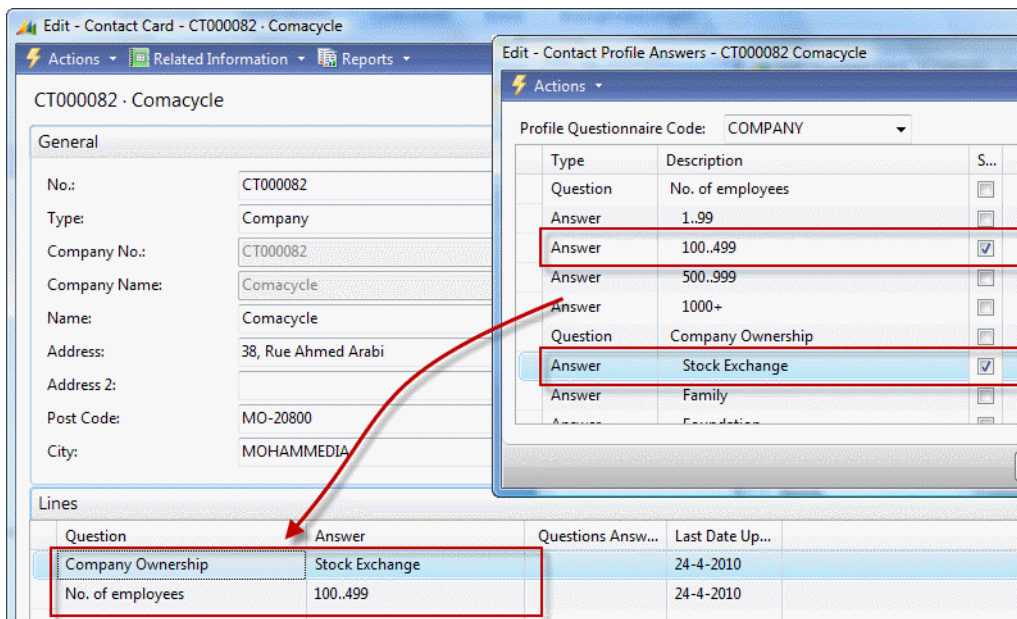 Edit - Contact Card - CT000082 · Comacycle
Actions Related Information Reports
CT000082 · Comacycle
General
No.: CT000082
Type: Company
Company No.: CT000082
Company Name: Comacycle
Name: Comacycle
Address: 38, Rue Ahmed Arabi
Address 2:
Post Code: MO-20800
City: MOHAMMEDIA
Edit - Contact Profile Answers - CT000082 Comacycle
Actions
Profile Questionnaire Code: COMPANY
Type Description S...
Question No. of employees
Answer 1..99
Answer 100..499
Answer 500..999
Answer 1000+
Question Company Ownership
Answer Stock Exchange
Answer Family
Answer Foundation
Lines
Question Answer Questions Answ... Last Date Up...
Company Ownership Stock Exchange 24-4-2010
No. of employees 100..499 24-4-2010